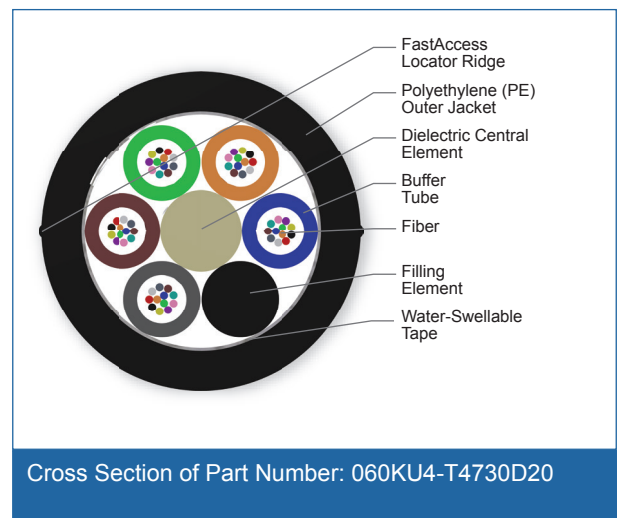 FastAccess
Locator Ridge
Polyethylene (PE)
Outer Jacket
Dielectric Central
Element
Buffer
Tube
Fiber
Filling
Element
Water-Swellable
Tape
Cross Section of Part Number: 060KU4-T4730D20